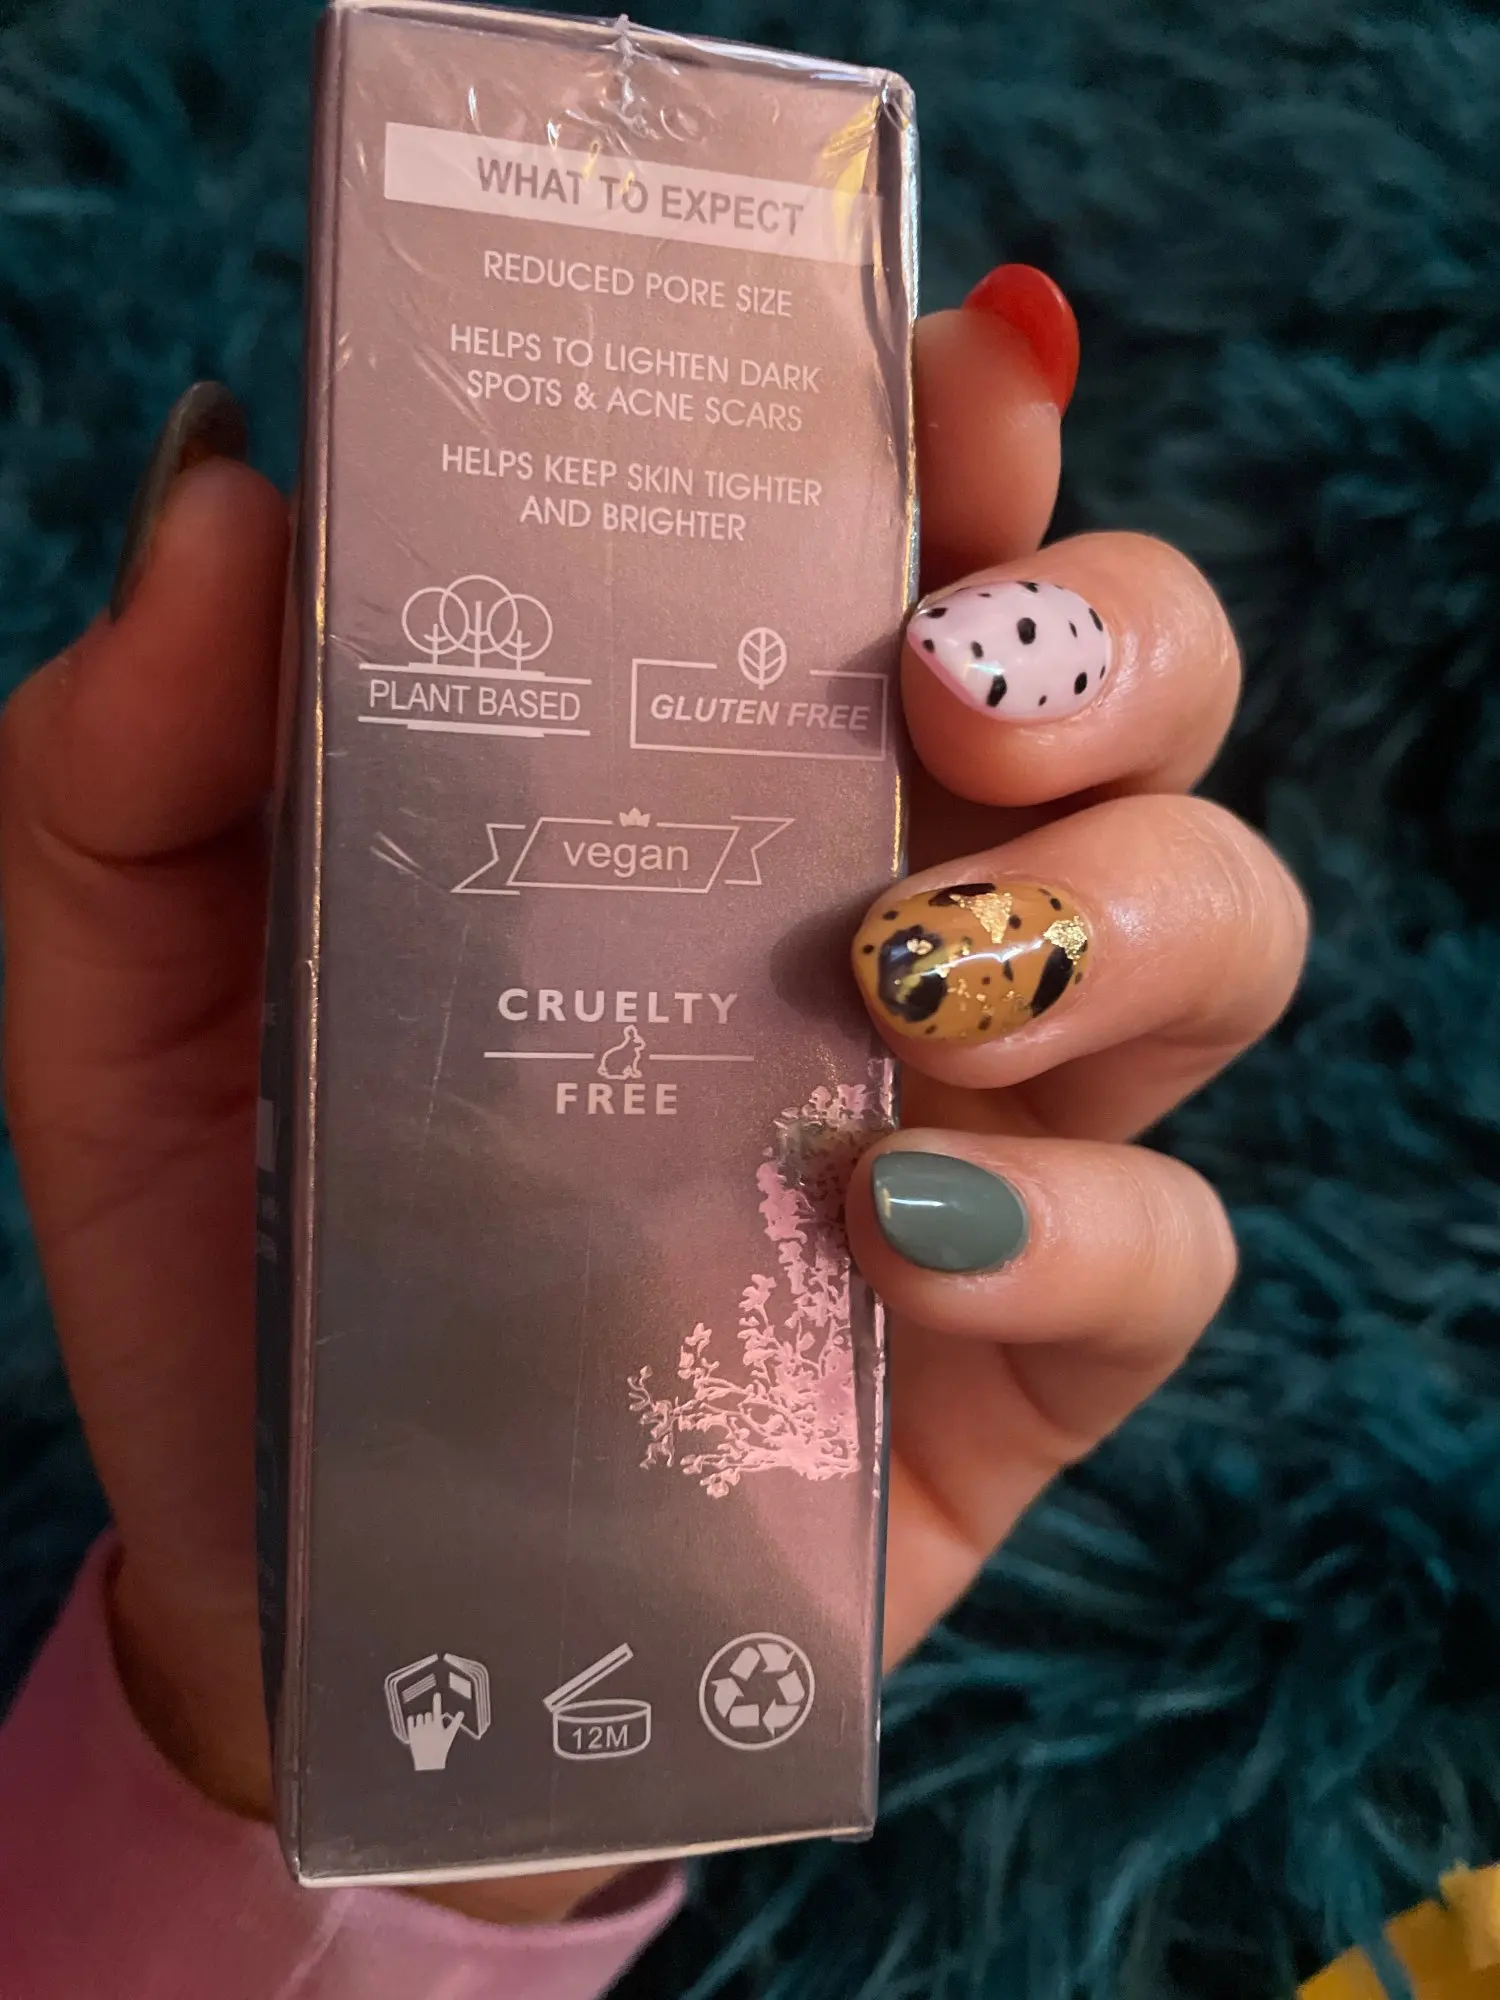 WHAT TO EXPECT
REDUCED PORE SIZE
HELPS TO LIGHTEN DARK
SPOTS & ACNE SCARS
HELPS KEEP SKIN TIGHTER
AND BRIGHTER
PLANT BASED
GLUTEN FREE
vegan
CRUELTY
FREE
12M